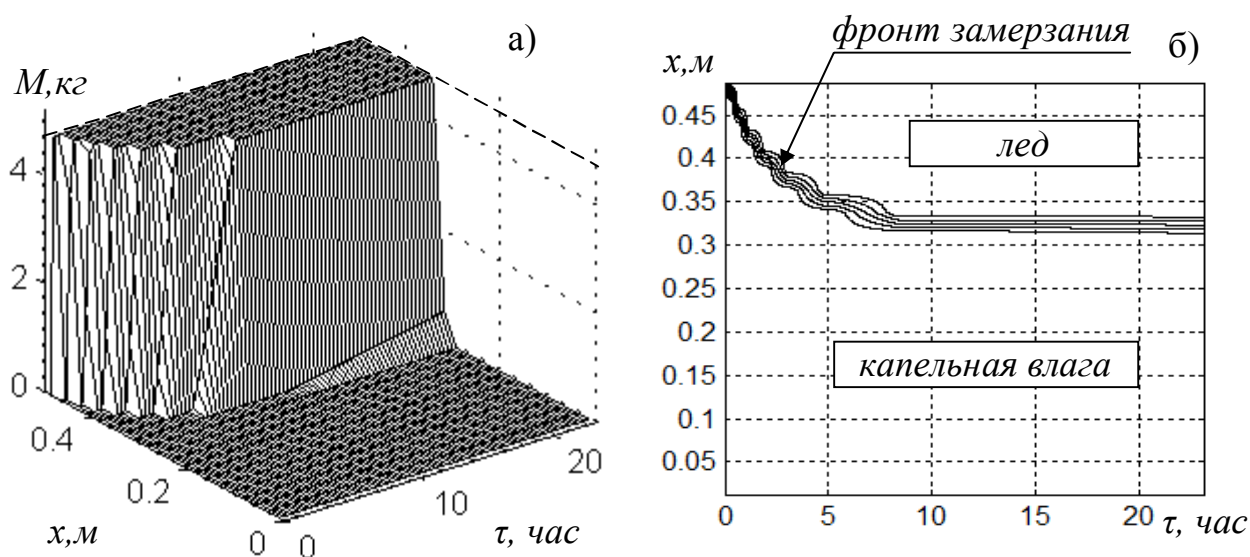 а)
M,кг
4
2
0
0.4
0.2
0
0
10
20
x,м
τ, час
фронт замерзания
б)
x,м
0.45
0.4
0.35
0.3
0.25
0.2
0.15
0.1
0.05
лед
капельная влага
0
5
10
15
20
τ, час